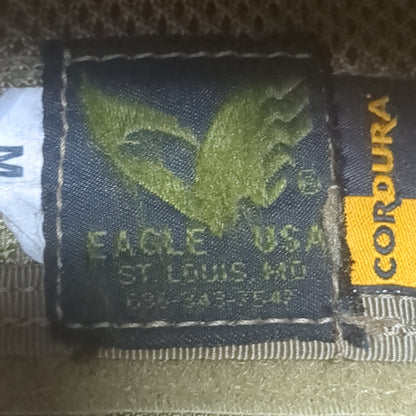 M
EAGLE USA
ST. LOUIS, MO
®
CORDURA